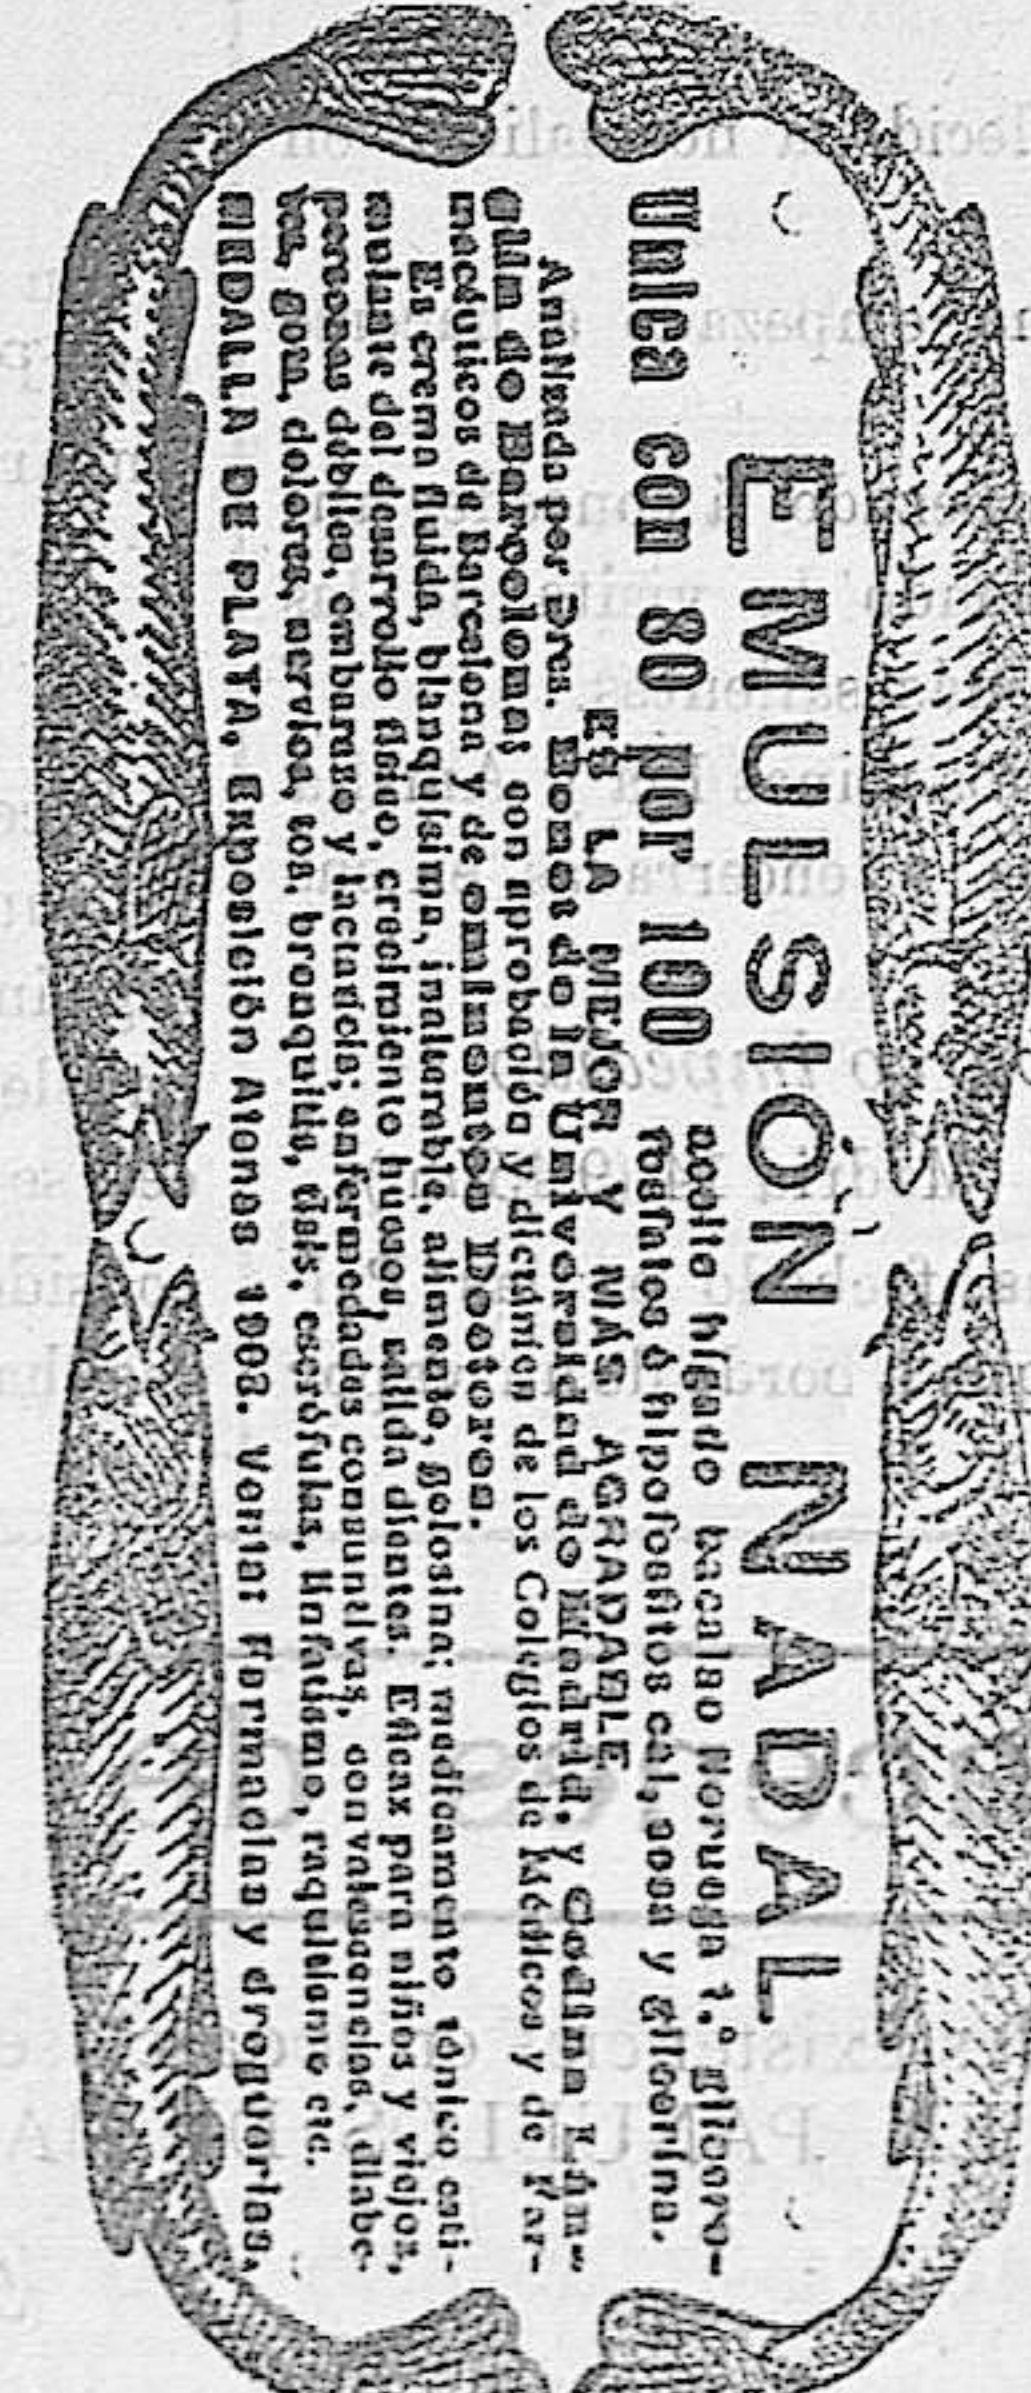 EMULSIÓN NADAL
Unica con 80 por 100
aceite hígado bacalao Noruega 1.ª glicero-
fosfatos é hipofosfitos cal, sosa y glicerina.
ES LA MEJOR Y MÁS AGRADABLE
Analizada por Dres. Bonet de la Universidad de Madrid, y Codina Län-
glin de Barcelona; con aprobación y dictámen de los Colegios de Médicos y de Far-
macéuticos de Barcelona y de eminentes Doctores.
Es crema fluida, blanquísima, inalterable, alimento, golosina; medicamento tónico esti-
mulante del desarrollo físico, crecimiento huesos, salida dientes. Eficaz para niños y viejos,
personas débiles, embarazo y lactancia; enfermedades consuntivas, convalecencias, diabe-
tes, gota, dolores, nervios, tos, bronquitis, tisis, escrófulas, linfatismo, raquitismo etc.
MEDALLA DE PLATA, Exposición Atenas 1903. Venta: Farmacias y droguerías,